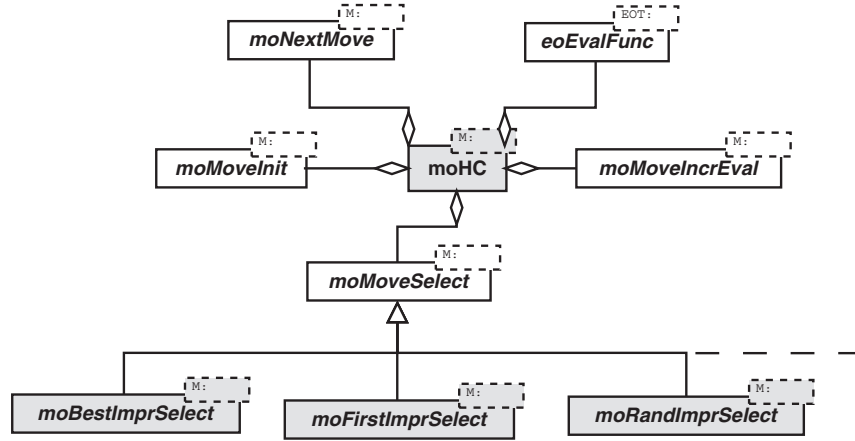 M:
moNextMove
EOT:
eoEvalFunc
M:
moMoveInit
M:
moHC
M:
moMoveIncrEval
M:
moMoveSelect
M:
moBestImprSelect
M:
moFirstImprSelect
M:
moRandImprSelect